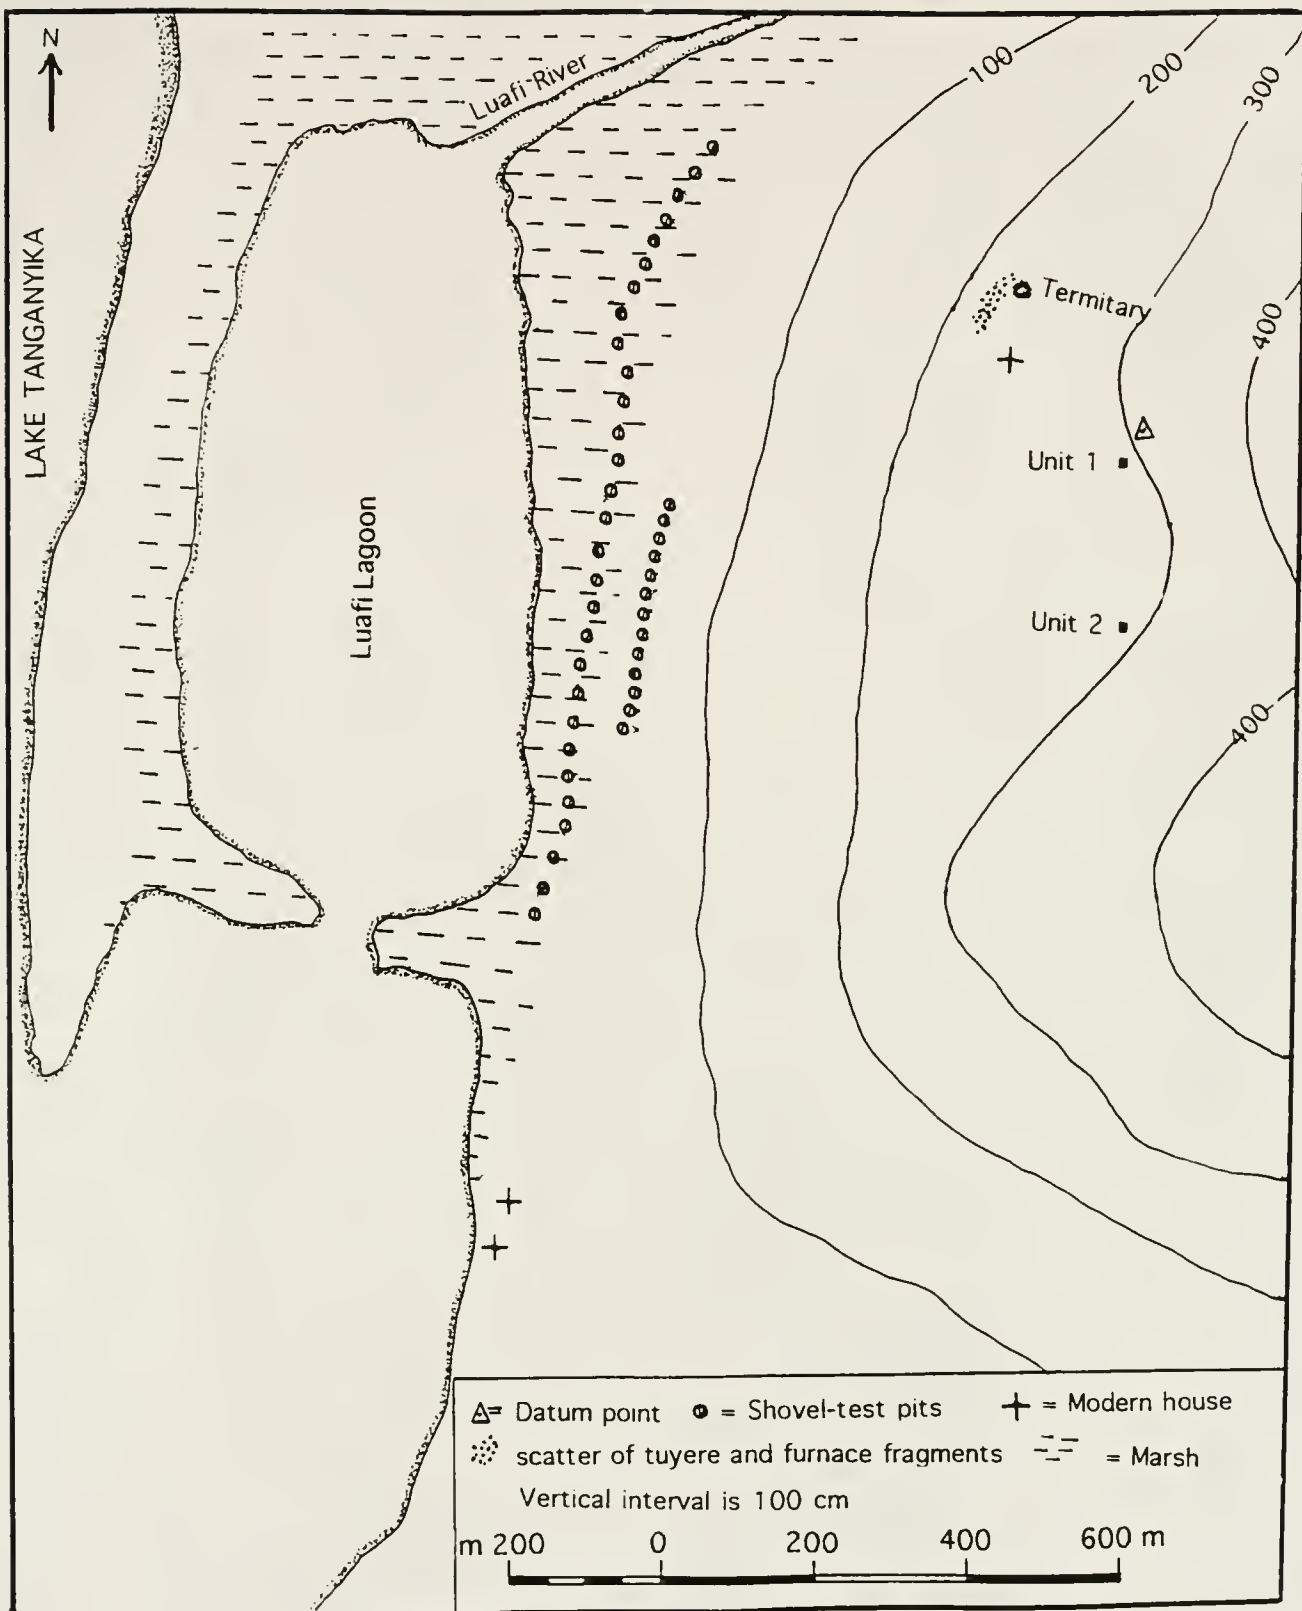 N
100
200
300
Luafi River
LAKE TANGANYIKA
Termitary
400
Unit 1
Luafi Lagoon
Unit 2
400
= Datum point = Shovel-test pits = Modern house
scatter of tuyere and furnace fragments = Marsh
Vertical interval is 100 cm
m 200 0 200 400 600 m